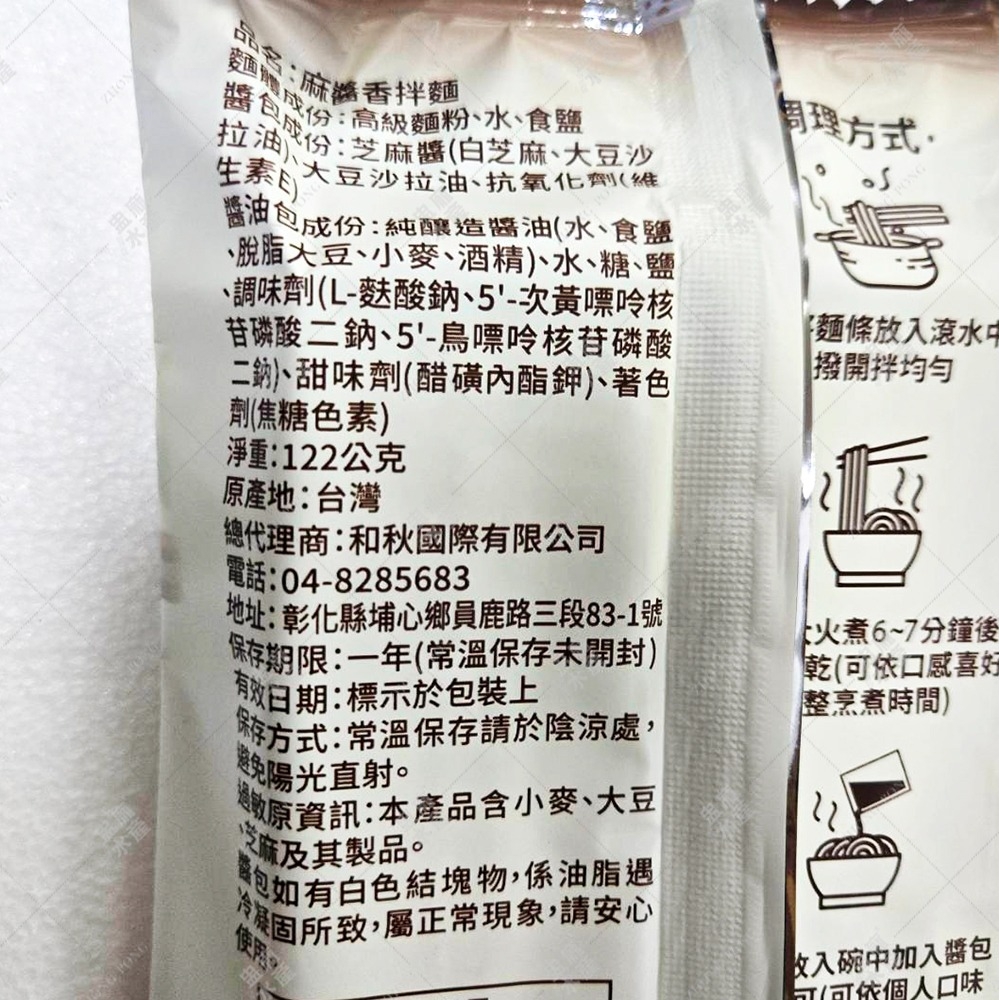 品名：麻醬香拌麵
麵體成份：高級麵粉、水、食鹽
醬包成份：芝麻醬(白芝麻、大豆沙
拉油)、大豆沙拉油、抗氧化劑(維
生素E)
醬油包成份：純釀造醬油(水、食鹽
、脫脂大豆、小麥、酒精)、水、糖、鹽
、調味劑(L-麩酸鈉、5'-次黃嘌呤核
苷磷酸二鈉、5'-鳥嘌呤核苷磷酸
二鈉)、甜味劑(醋磺內酯鉀)、著色
劑(焦糖色素)
淨重：122公克
原產地：台灣
總代理商：和秋國際有限公司
電話：04-8285683
地址：彰化縣埔心鄉員鹿路三段83-1號
保存期限：一年(常溫保存未開封)
有效日期：標示於包裝上
保存方式：常溫保存請於陰涼處，
避免陽光直射。
過敏原資訊：本產品含小麥、大豆
、芝麻及其製品。
醬包如有白色結塊物，係油脂遇
冷凝固所致，屬正常現象，請安心
使用。
調理方式．
麵條放入滾水中
撥開拌均勻
火煮6~7分鐘後
乾(可依口感喜好
整烹煮時間)
放入碗中加入醬包
可(可依個人口味